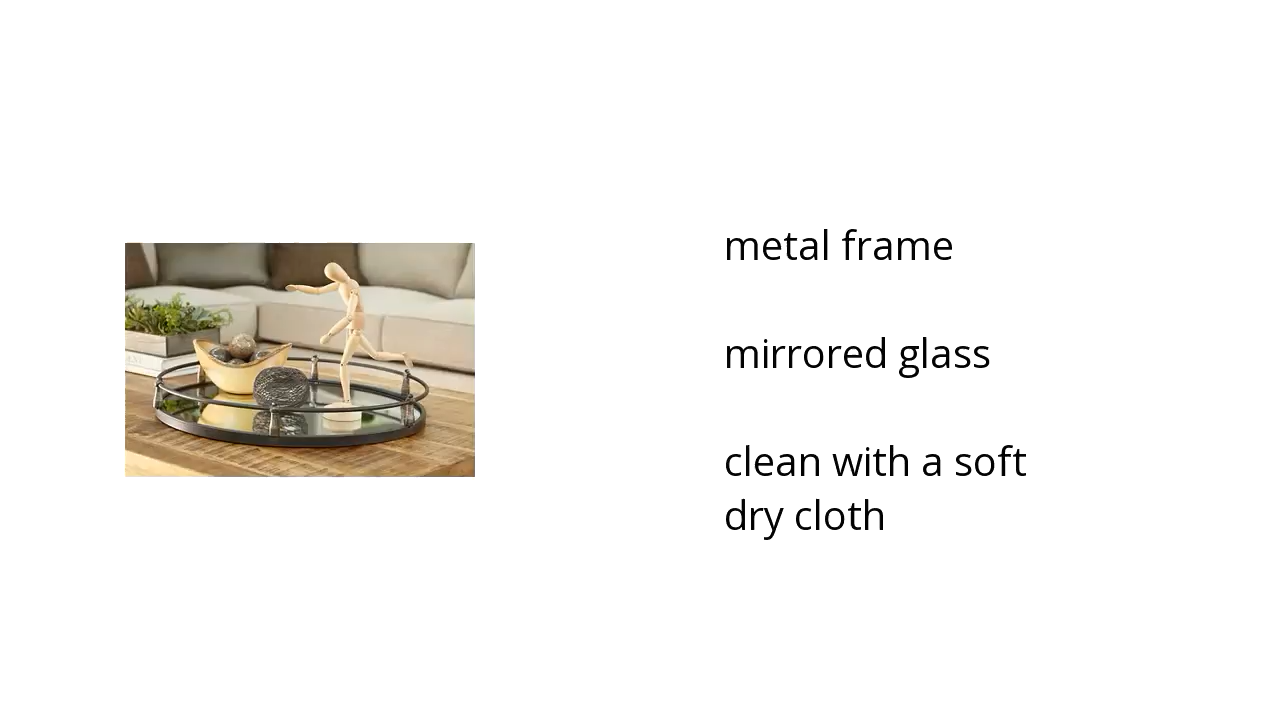 metal frame
mirrored glass
clean with a soft
dry cloth